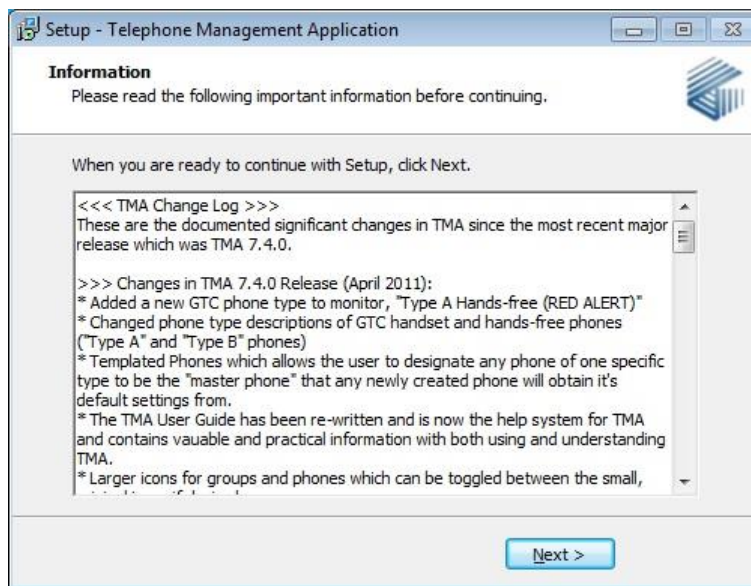 Setup - Telephone Management Application
Information
Please read the following important information before continuing.
When you are ready to continue with Setup, click Next.
<<< TMA Change Log >>>
These are the documented significant changes in TMA since the most recent major
release which was TMA 7.4.0.
>>> Changes in TMA 7.4.0 Release (April 2011):
* Added a new GTC phone type to monitor, "Type A Hands-free (RED ALERT)"
* Changed phone type descriptions of GTC handset and hands-free phones
("Type A" and "Type B" phones)
* Templated Phones which allows the user to designate any phone of one specific
type to be the "master phone" that any newly created phone will obtain it's
default settings from.
* The TMA User Guide has been re-written and is now the help system for TMA
and contains vauable and practical information with both using and understanding
TMA.
* Larger icons for groups and phones which can be toggled between the small,
Next >